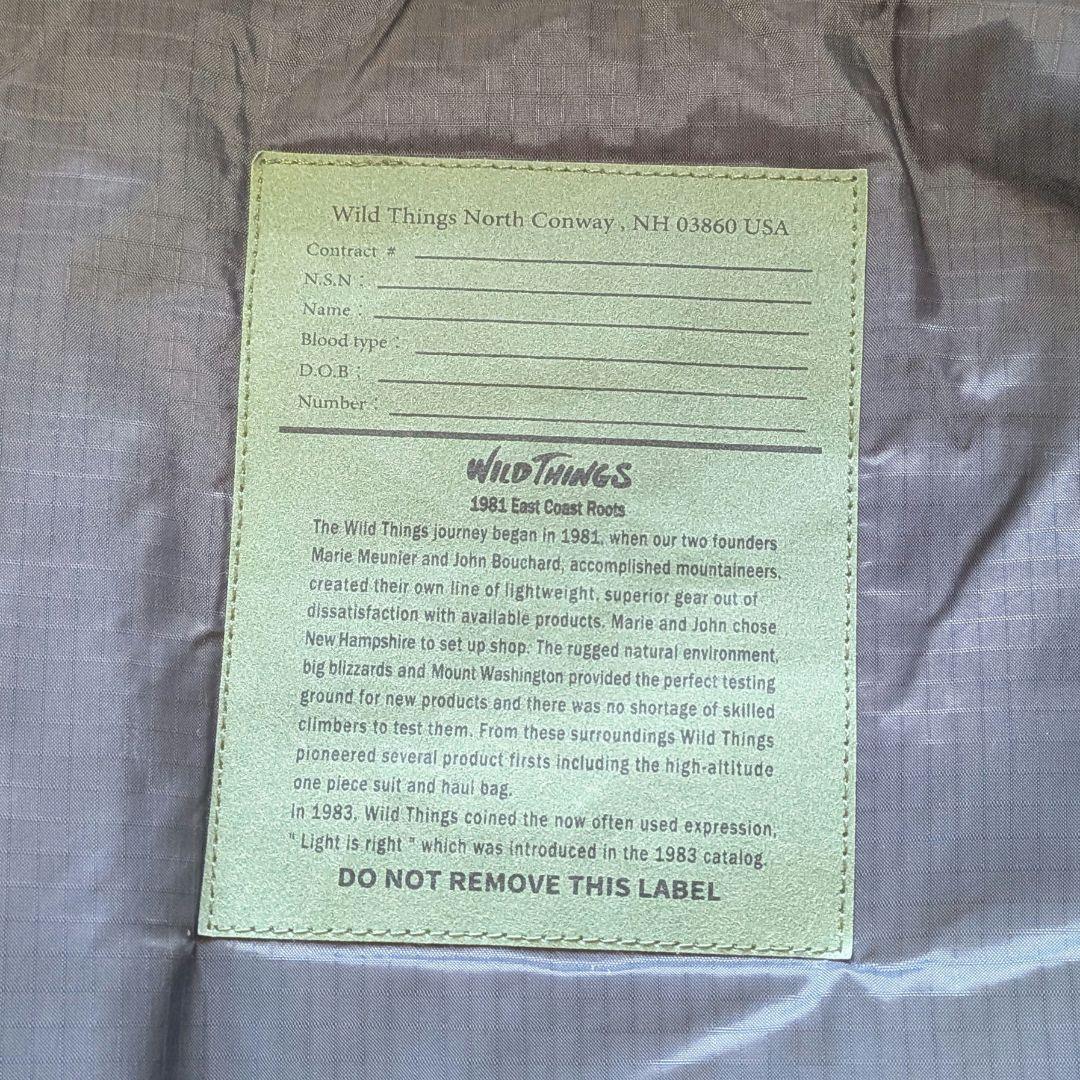 Wild Things North Conway , NH 03860 USA
Contract #
N.S.N :
Name :
Blood type :
D.O.B :
Number :
WILD THINGS
1981 East Coast Roots
The Wild Things journey began in 1981, when our two founders
Marie Meunier and John Bouchard, accomplished mountaineers,
created their own line of lightweight, superior gear out of
dissatisfaction with available products. Marie and John chose
New Hampshire to set up shop. The rugged natural environment,
big blizzards and Mount Washington provided the perfect testing
ground for new products and there was no shortage of skilled
climbers to test them. From these surroundings Wild Things
pioneered several product firsts including the high-altitude
one piece suit and haul bag.
In 1983, Wild Things coined the now often used expression,
" Light is right " which was introduced in the 1983 catalog.
DO NOT REMOVE THIS LABEL